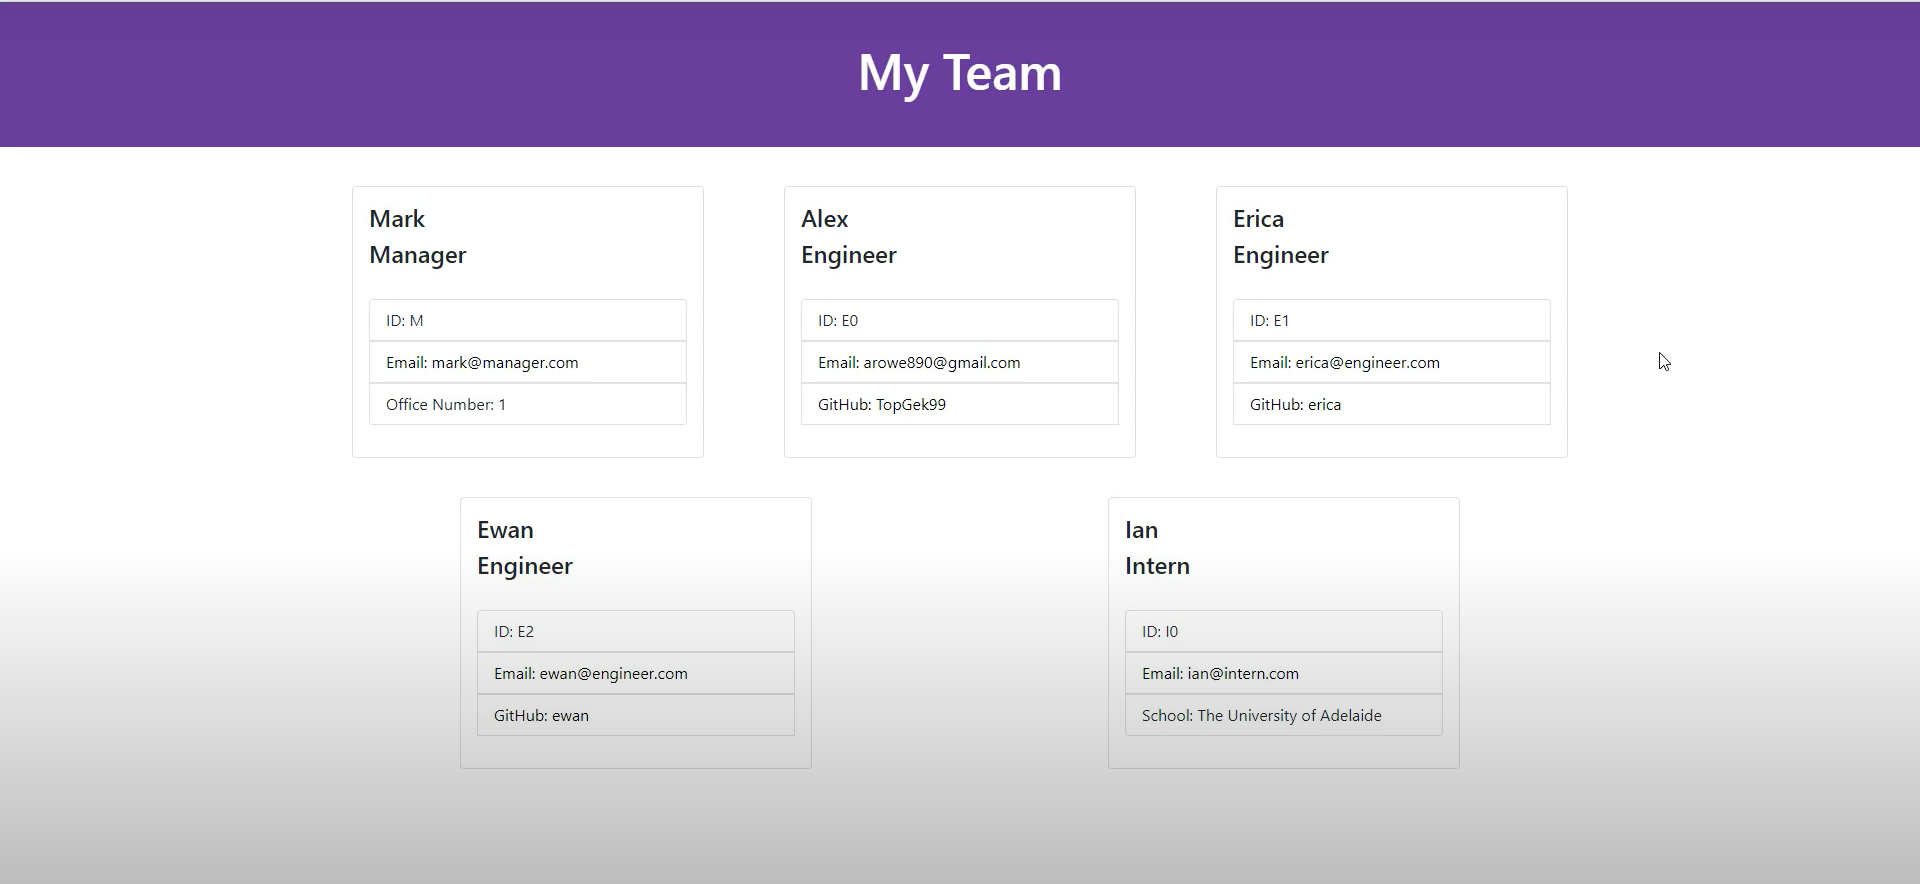 My Team
Mark
Manager
ID: M
Email: mark@manager.com
Office Number: 1
Alex
Engineer
ID: E0
Email: arowe890@gmail.com
GitHub: TopGek99
Erica
Engineer
ID: E1
Email: erica@engineer.com
GitHub: erica
Ewan
Engineer
ID: E2
Email: ewan@engineer.com
GitHub: ewan
Ian
Intern
ID: I0
Email: ian@intern.com
School: The University of Adelaide